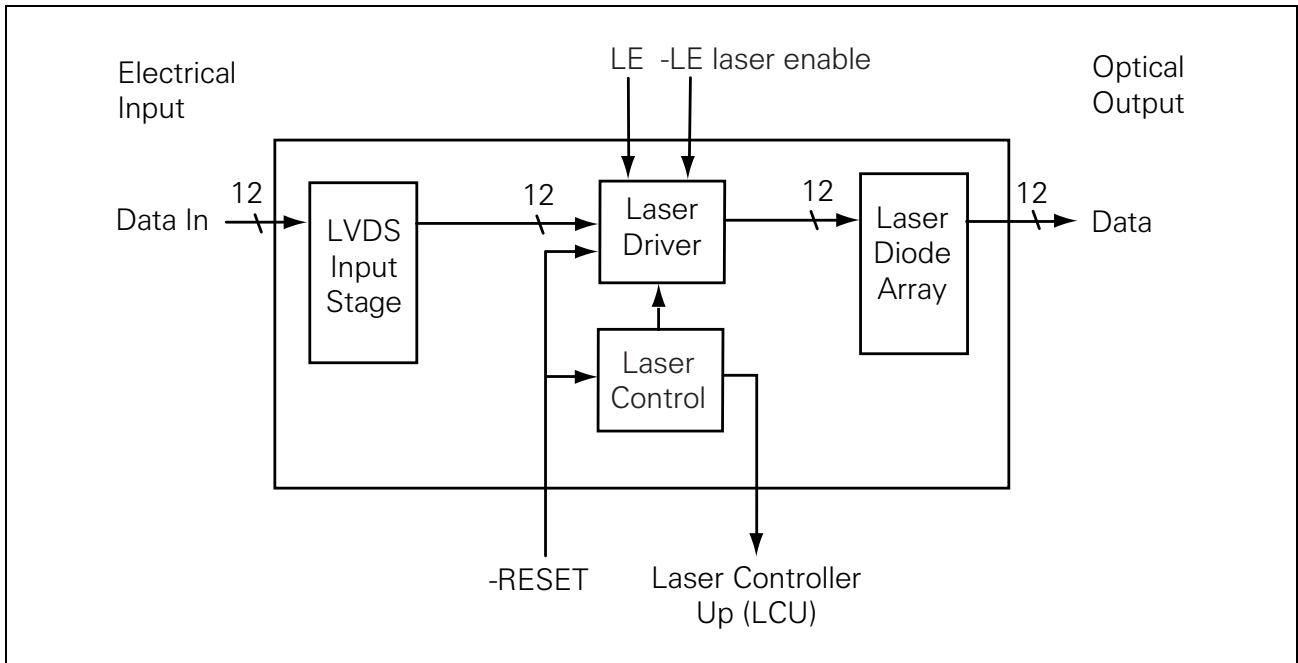 Electrical
Input
LE -LE laser enable
Optical
Output
12
Data In
LVDS
Input
Stage
12
Laser
Driver
12
Laser
Diode
Array
12
Data
Laser
Control
-RESET
Laser Controller
Up (LCU)